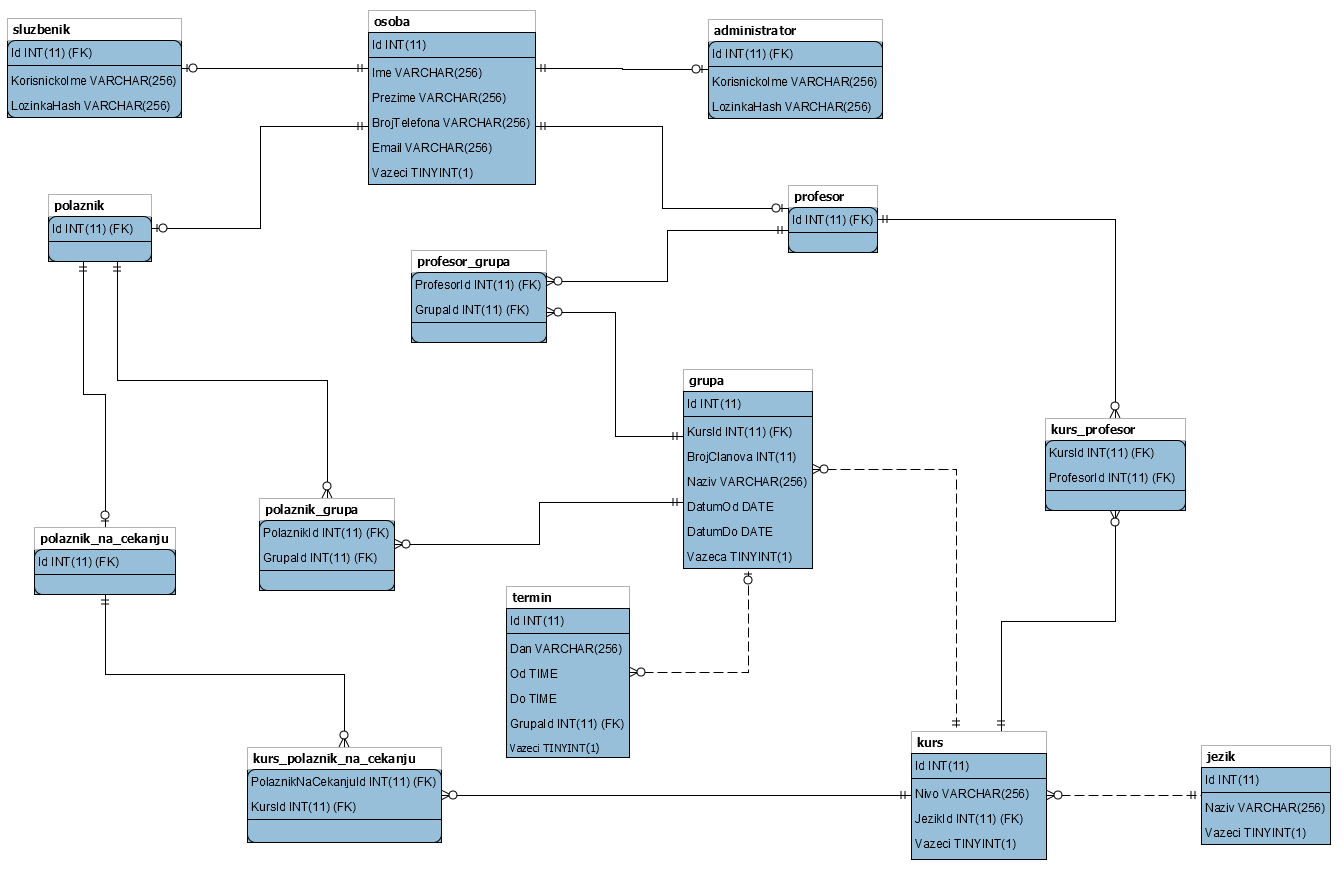 sluzbenik
Id INT(11) (FK)
KorisnickoIme VARCHAR(256)
LozinkaHash VARCHAR(256)
osoba
Id INT(11)
Ime VARCHAR(256)
Prezime VARCHAR(256)
BrojTelefona VARCHAR(256)
Email VARCHAR(256)
Vazeci TINYINT(1)
administrator
Id INT(11) (FK)
KorisnickoIme VARCHAR(256)
LozinkaHash VARCHAR(256)
polaznik
Id INT(11) (FK)
profesor
Id INT(11) (FK)
profesor_grupa
ProfesorId INT(11) (FK)
GrupaId INT(11) (FK)
grupa
Id INT(11)
KursId INT(11) (FK)
BrojClanova INT(11)
Naziv VARCHAR(256)
DatumOd DATE
DatumDo DATE
Vazeca TINYINT(1)
kurs_profesor
KursId INT(11) (FK)
ProfesorId INT(11) (FK)
polaznik_grupa
PolaznikId INT(11) (FK)
GrupaId INT(11) (FK)
polaznik_na_cekanju
Id INT(11) (FK)
termin
Id INT(11)
Dan VARCHAR(256)
Od TIME
Do TIME
GrupaId INT(11) (FK)
Vazeci TINYINT(1)
kurs_polaznik_na_cekanju
PolaznikNaCekanjuId INT(11) (FK)
KursId INT(11) (FK)
kurs
Id INT(11)
Nivo VARCHAR(256)
JezikId INT(11) (FK)
Vazeci TINYINT(1)
jezik
Id INT(11)
Naziv VARCHAR(256)
Vazeci TINYINT(1)